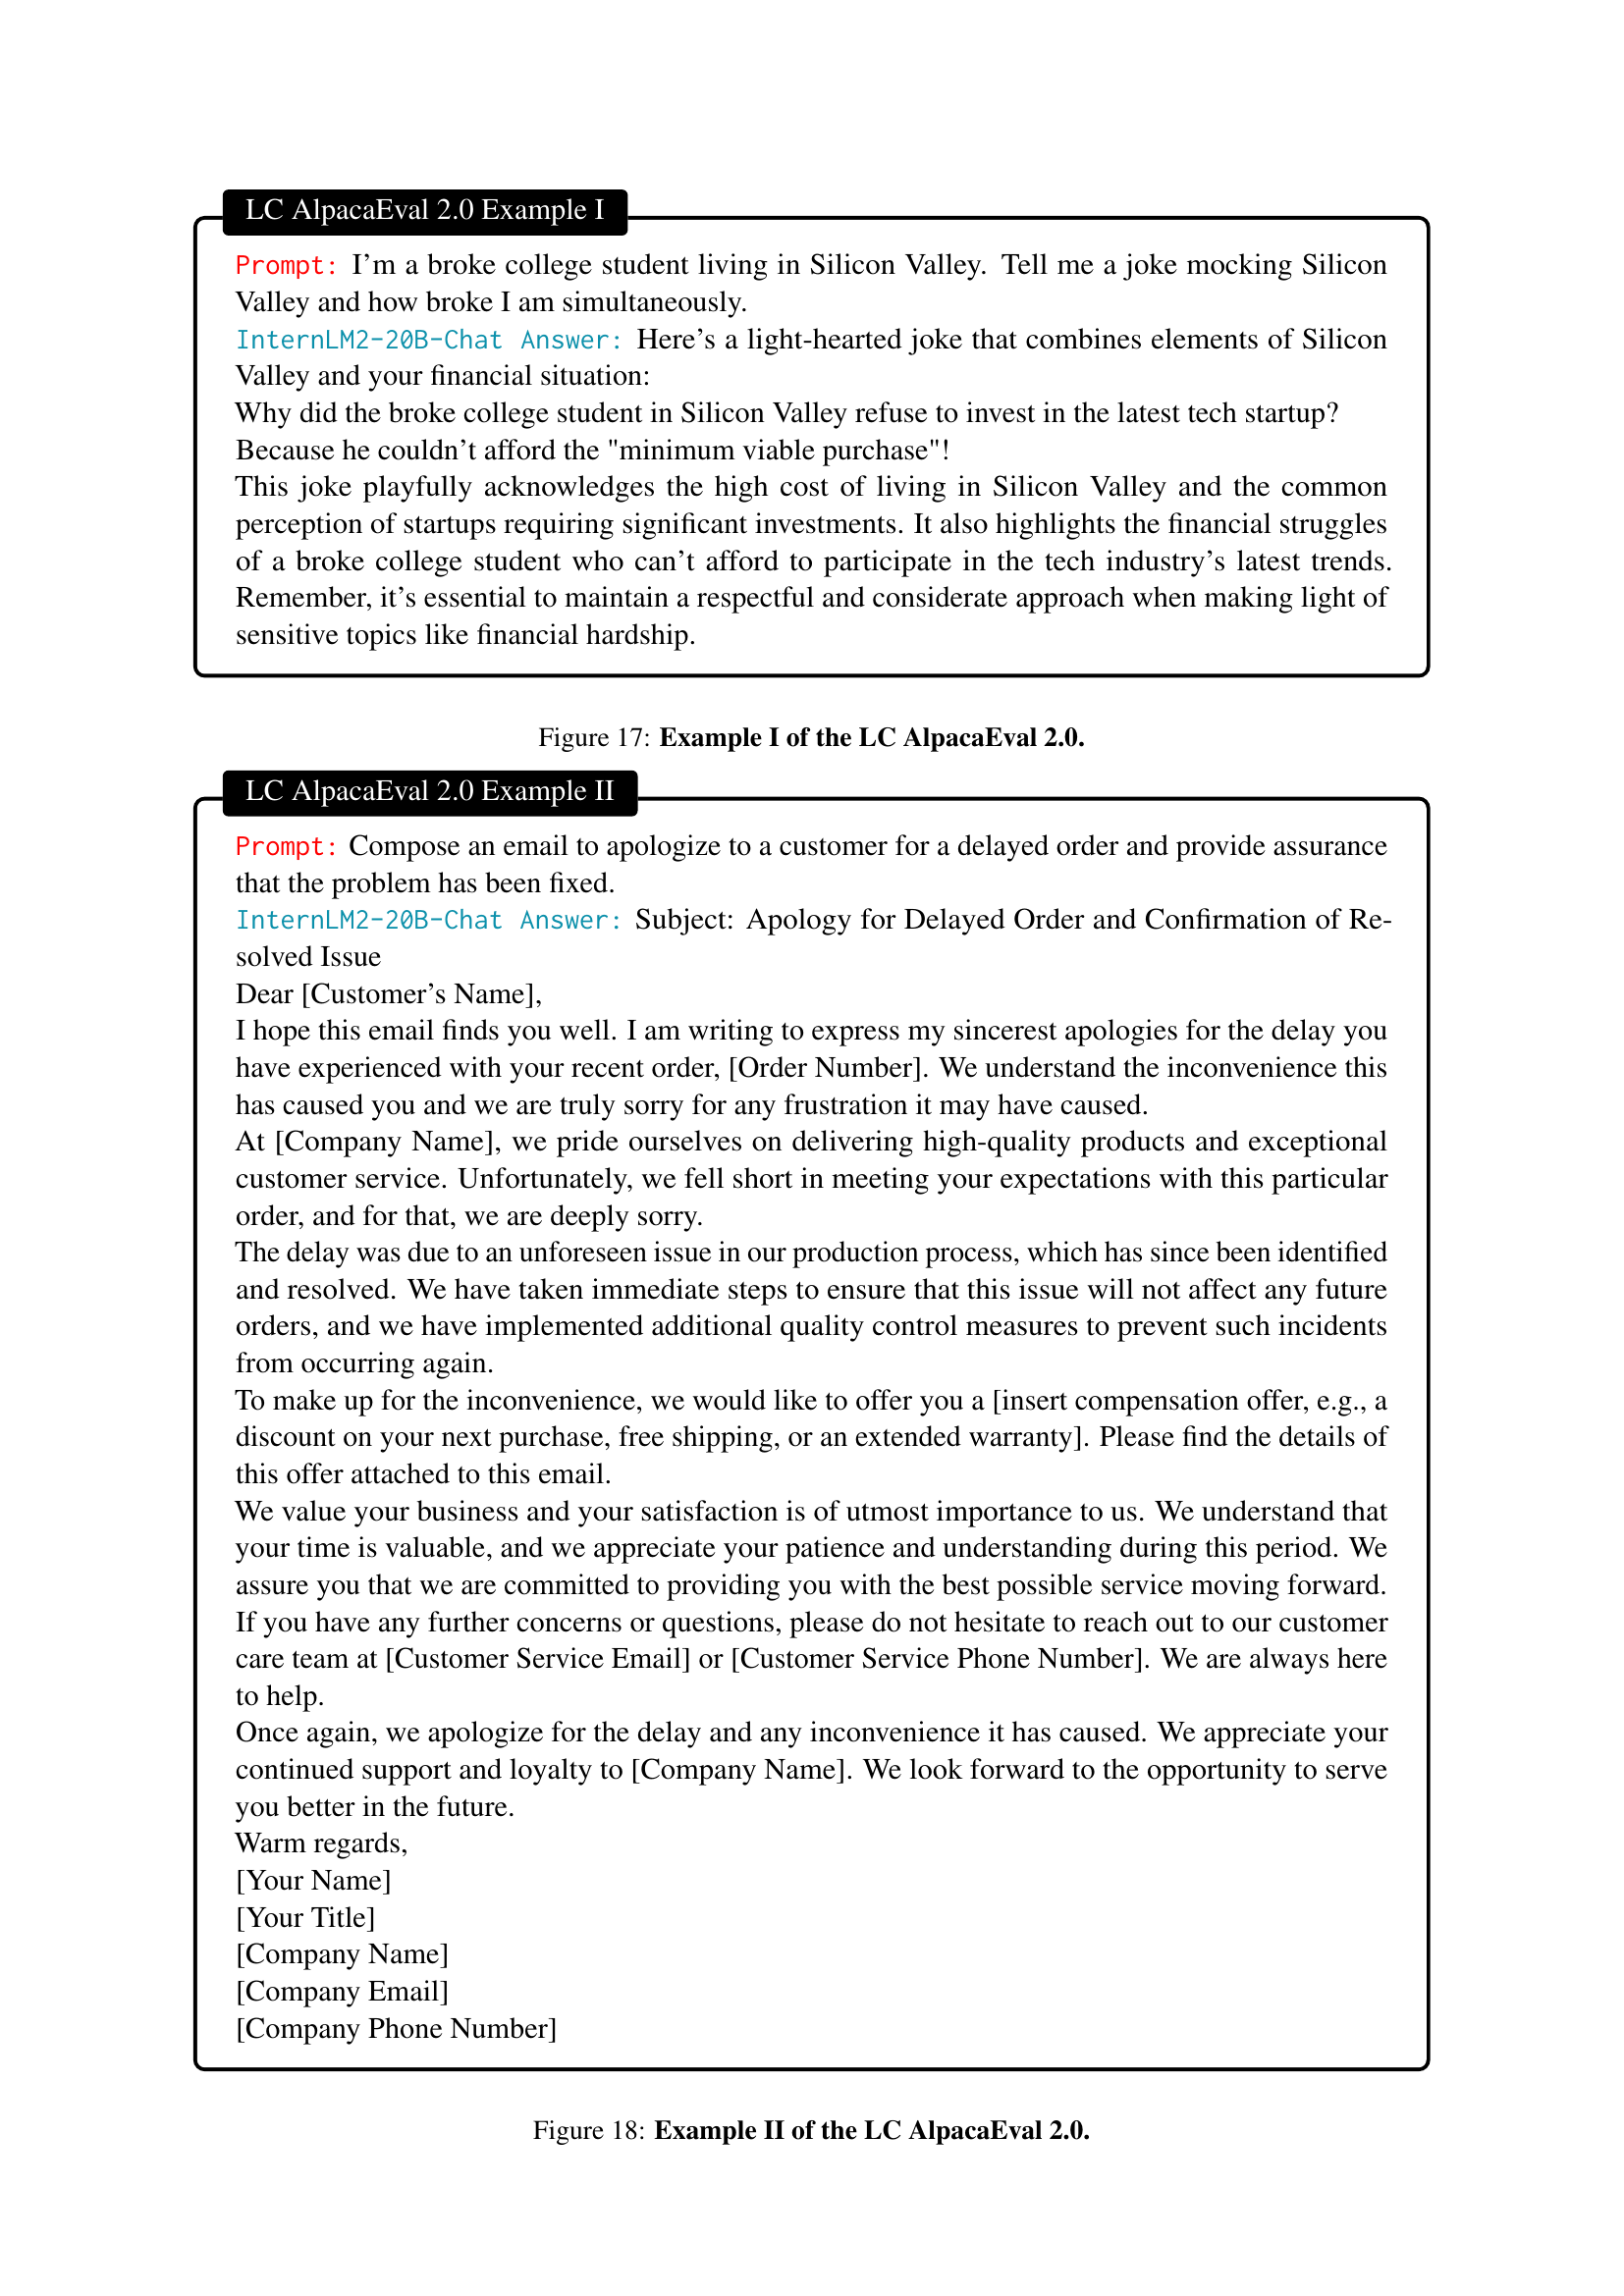 LC AlpacaEval 2.0 Example I
Prompt: I'm a broke college student living in Silicon Valley. Tell me a joke mocking Silicon
Valley and how broke I am simultaneously.
InternLM2-20B-Chat Answer: Here's a light-hearted joke that combines elements of Silicon
Valley and your financial situation:
Why did the broke college student in Silicon Valley refuse to invest in the latest tech startup?
Because he couldn't afford the "minimum viable purchase"!
This joke playfully acknowledges the high cost of living in Silicon Valley and the common
perception of startups requiring significant investments. It also highlights the financial struggles
of a broke college student who can't afford to participate in the tech industry's latest trends.
Remember, it's essential to maintain a respectful and considerate approach when making light of
sensitive topics like financial hardship.
Figure 17: Example I of the LC AlpacaEval 2.0.
LC AlpacaEval 2.0 Example II
Prompt: Compose an email to apologize to a customer for a delayed order and provide assurance
that the problem has been fixed.
InternLM2-20B-Chat Answer: Subject: Apology for Delayed Order and Confirmation of Re-
solved Issue
Dear [Customer's Name],
I hope this email finds you well. I am writing to express my sincerest apologies for the delay you
have experienced with your recent order, [Order Number]. We understand the inconvenience this
has caused you and we are truly sorry for any frustration it may have caused.
At [Company Name], we pride ourselves on delivering high-quality products and exceptional
customer service. Unfortunately, we fell short in meeting your expectations with this particular
order, and for that, we are deeply sorry.
The delay was due to an unforeseen issue in our production process, which has since been identified
and resolved. We have taken immediate steps to ensure that this issue will not affect any future
orders, and we have implemented additional quality control measures to prevent such incidents
from occurring again.
To make up for the inconvenience, we would like to offer you a [insert compensation offer, e.g., a
discount on your next purchase, free shipping, or an extended warranty]. Please find the details of
this offer attached to this email.
We value your business and your satisfaction is of utmost importance to us. We understand that
your time is valuable, and we appreciate your patience and understanding during this period. We
assure you that we are committed to providing you with the best possible service moving forward.
If you have any further concerns or questions, please do not hesitate to reach out to our customer
care team at [Customer Service Email] or [Customer Service Phone Number]. We are always here
to help.
Once again, we apologize for the delay and any inconvenience it has caused. We appreciate your
continued support and loyalty to [Company Name]. We look forward to the opportunity to serve
you better in the future.
Warm regards,
[Your Name]
[Your Title]
[Company Name]
[Company Email]
[Company Phone Number]
Figure 18: Example II of the LC AlpacaEval 2.0.